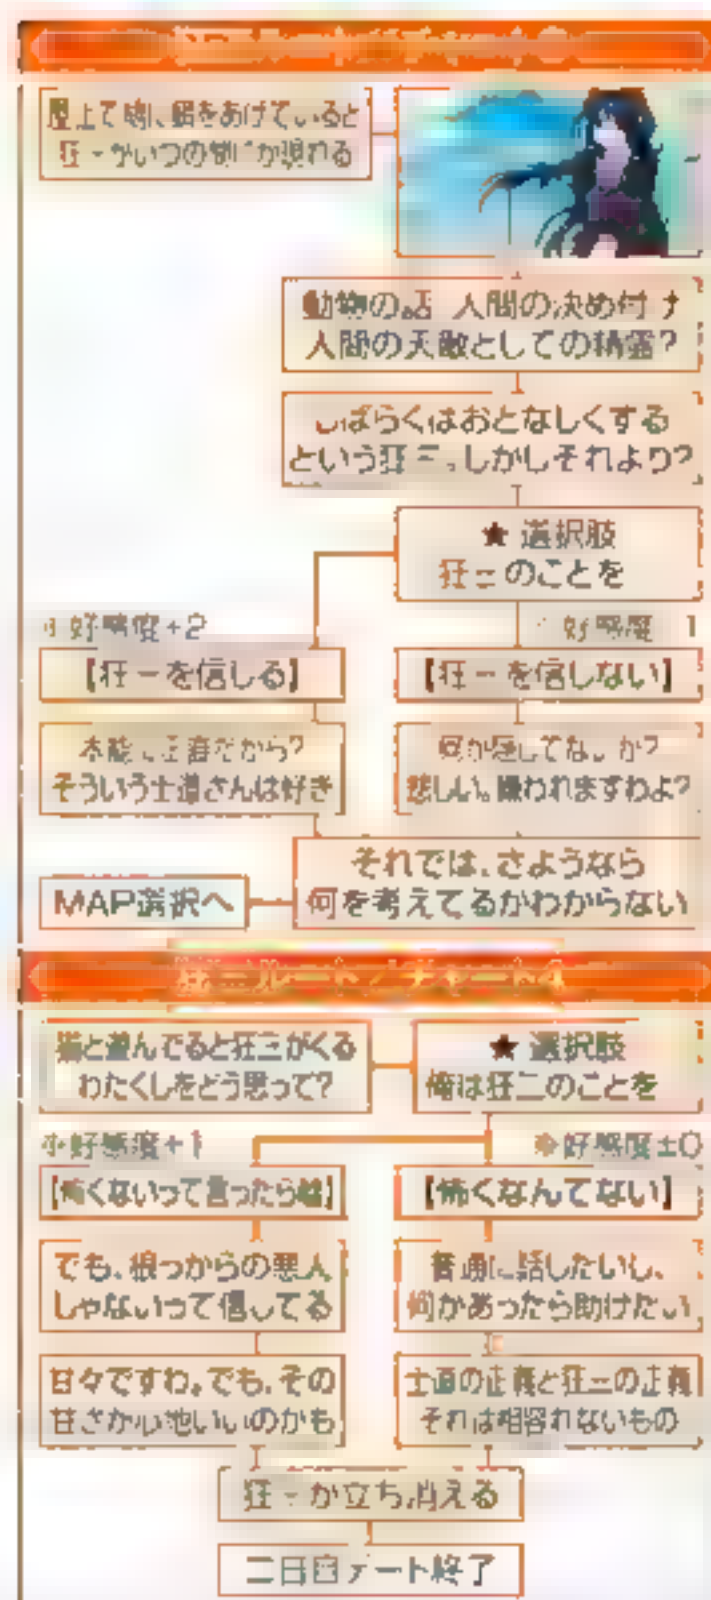 屋上で
をあげていると
狂三がいつの間にか現れる
動物の話 人間の決め付け
人間の天敵としての精霊?
しばらくはおとなしくする
という狂三。しかしそれより?
★ 選択肢
狂三のことを
好感度+2
好感度
1
【狂三を信じる】
【狂三を信じない】
正直だから?
そういう士道さんは好き
何か隠してないか?
悲しい。嫌われますわよ?
それでは、さようなら
何を考えてるかわからない
MAP選択へ
狂三ルート チャート4
猫と遊んでると狂三がくる
わたくしをどう思って?
★ 選択肢
俺は狂三のことを
好感度+1
好感度±0
【怖くないって言ったら嘘】
【怖くなんてない】
でも、根っからの悪人
じゃないって信じてる
普通に話したいし、
何かあったら助けたい
甘々ですわ。でも、その
甘さが心地いいのかも
士道の正義と狂三の正義
それは相容れないもの
狂三が立ち消える
二日目デート終了